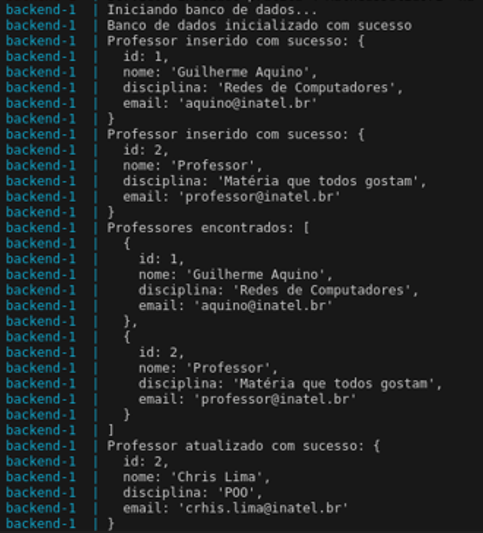 backend-1  | Iniciando banco de dados...
backend-1  | Banco de dados inicializado com sucesso
backend-1  | Professor inserido com sucesso: {
backend-1  |   id: 1,
backend-1  |   nome: 'Guilherme Aquino',
backend-1  |   disciplina: 'Redes de Computadores',
backend-1  |   email: 'aquino@inatel.br'
backend-1  | }
backend-1  | Professor inserido com sucesso: {
backend-1  |   id: 2,
backend-1  |   nome: 'Professor',
backend-1  |   disciplina: 'Matéria que todos gostam',
backend-1  |   email: 'professor@inatel.br'
backend-1  | }
backend-1  | Professores encontrados: [
backend-1  |   {
backend-1  |     id: 1,
backend-1  |     nome: 'Guilherme Aquino',
backend-1  |     disciplina: 'Redes de Computadores',
backend-1  |     email: 'aquino@inatel.br'
backend-1  |   },
backend-1  |   {
backend-1  |     id: 2,
backend-1  |     nome: 'Professor',
backend-1  |     disciplina: 'Matéria que todos gostam',
backend-1  |     email: 'professor@inatel.br'
backend-1  |   }
backend-1  | ]
backend-1  | Professor atualizado com sucesso: {
backend-1  |   id: 2,
backend-1  |   nome: 'Chris Lima',
backend-1  |   disciplina: 'POO',
backend-1  |   email: 'crhis.lima@inatel.br'
backend-1  | }